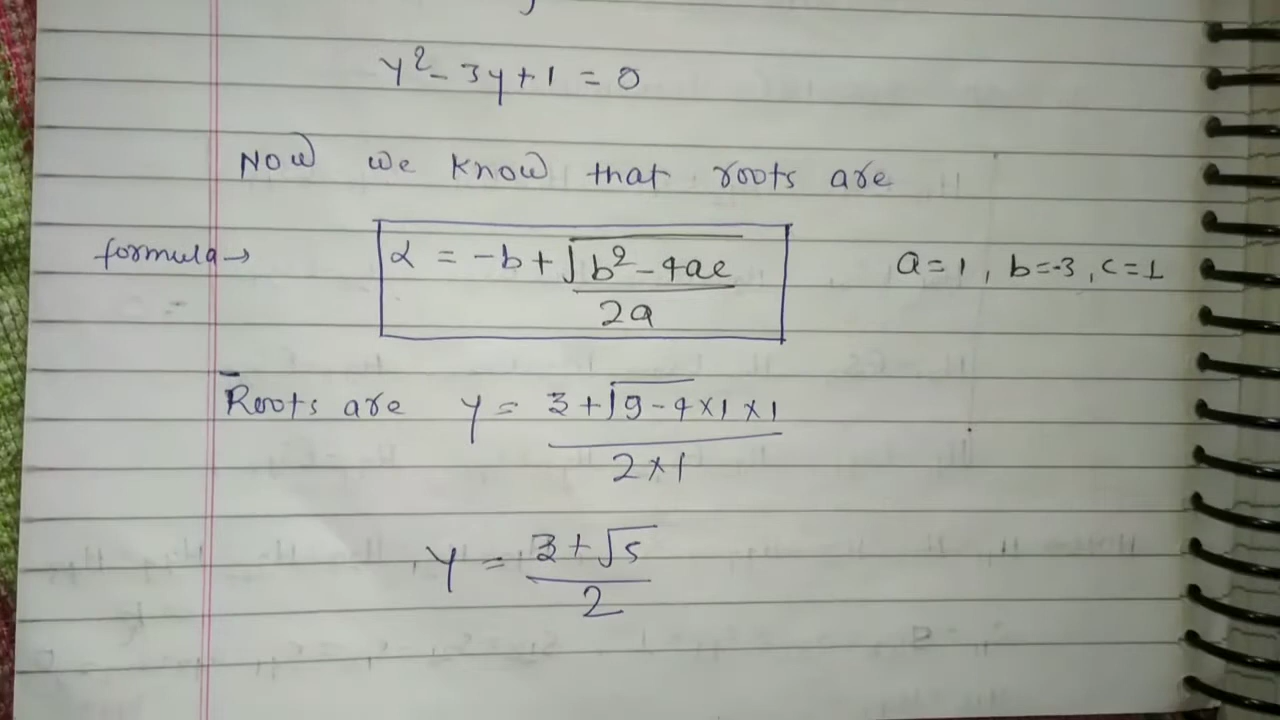 y² - 3y + 1 = 0
Now we know that roots are
formula → α = -b + √b² - 4ac / 2a a = 1, b = -3, c = 1
Roots are y = 3 + √9 - 4 × 1 × 1 / 2 × 1
y = 3 + √5 / 2